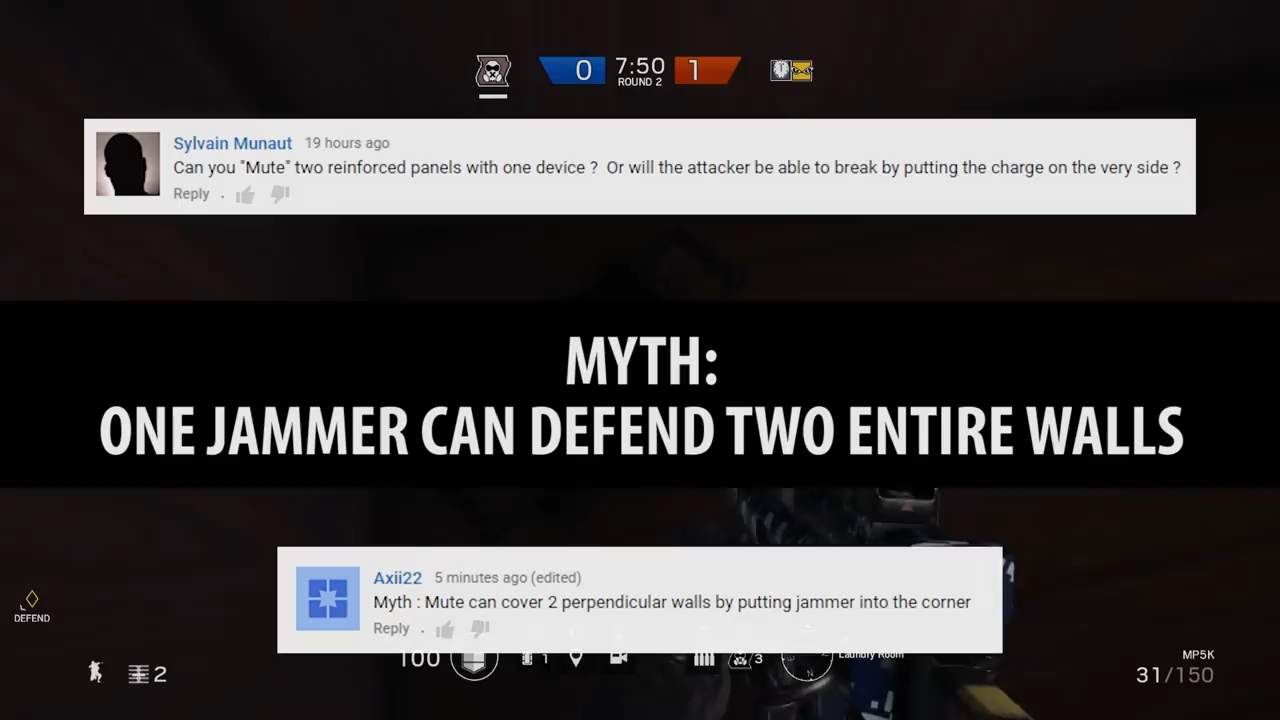 0 7:50 1
ROUND 2
Sylvain Munaut 19 hours ago
Can you "Mute" two reinforced panels with one device ? Or will the attacker be able to break by putting the charge on the very side ?
Reply .
MYTH:
ONE JAMMER CAN DEFEND TWO ENTIRE WALLS
Axii22 5 minutes ago (edited)
Myth : Mute can cover 2 perpendicular walls by putting jammer into the corner
Reply .
DEFEND
2
100
1
3
N
Laundry Room
MP5K
31/150